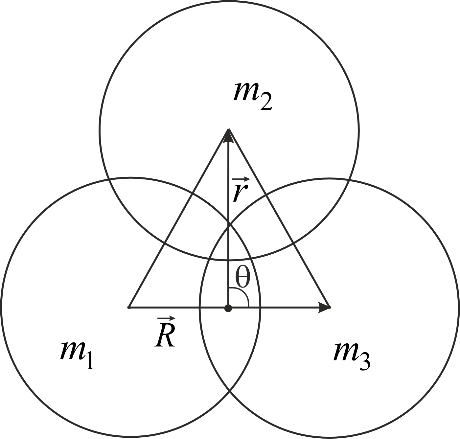 m₂
r⃗
θ
R⃗
m₁
m₃